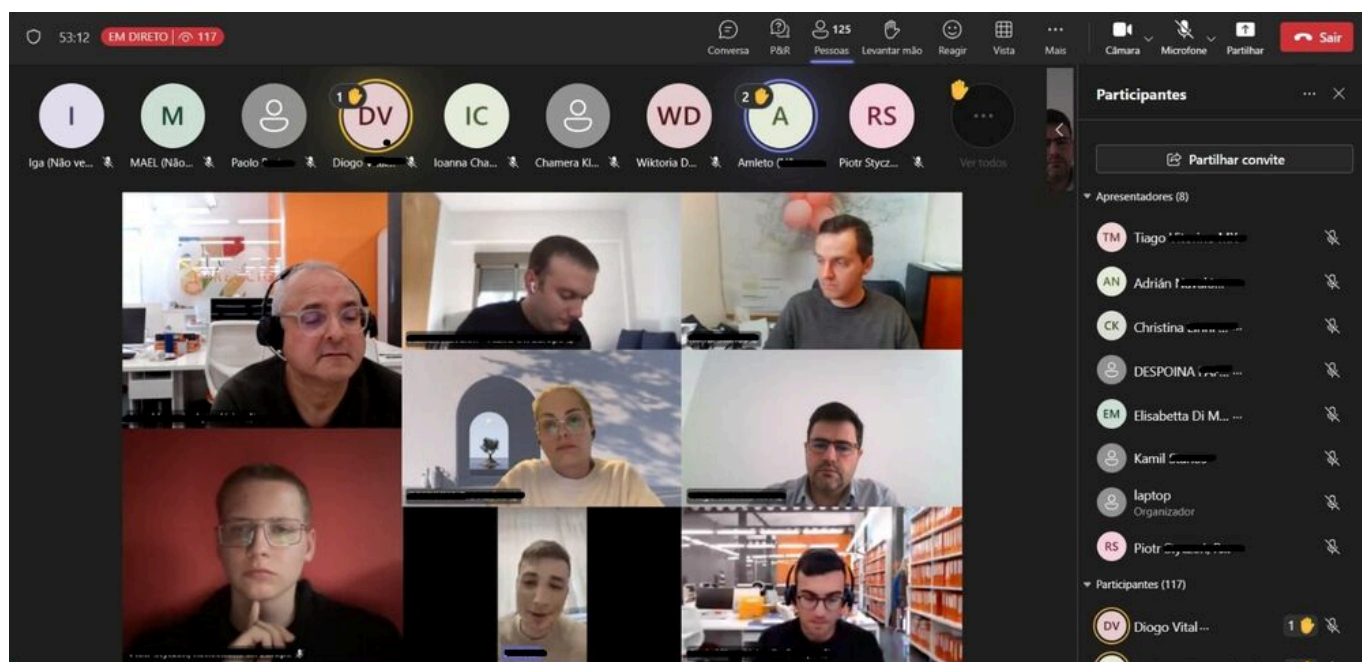 53:12 EM DIRETO | 117
125
Conversa P&R Pessoas Levantar mão Reagir Vista Mais Câmara Microfone Partilhar Sair
I M DV 1 IC WD A 2 RS ...
Iga (Não ve... MAEL (Não... Paolo Diogo Ioanna Cha... Chamera Kl... Wiktoria D... Amleto Piotr Stycz... Ver todos
Participantes
Partilhar convite
Apresentadores (8)
TM Tiago
AN Adrián
CK Christina
DESPOINA
EM Elisabetta Di M... ...
Kamil
laptop
Organizador
RS Piotr
Participantes (117)
DV Diogo Vital ... 1